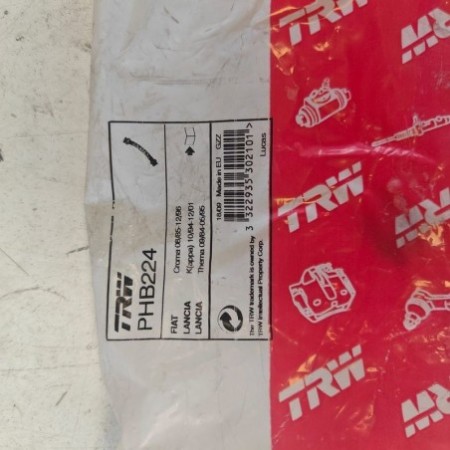 TRW
PHB224
FIAT Croma 06/85-12/96
LANCIA K(appa) 10/94-12/01
LANCIA Thema 09/84-05/95
18/09 Made in EU GZZ
3 322935 302101 >
Lucas
The TRW trademark is owned by
TRW Intellectual Property Corp.
TRW
TRW
TRW
TRW